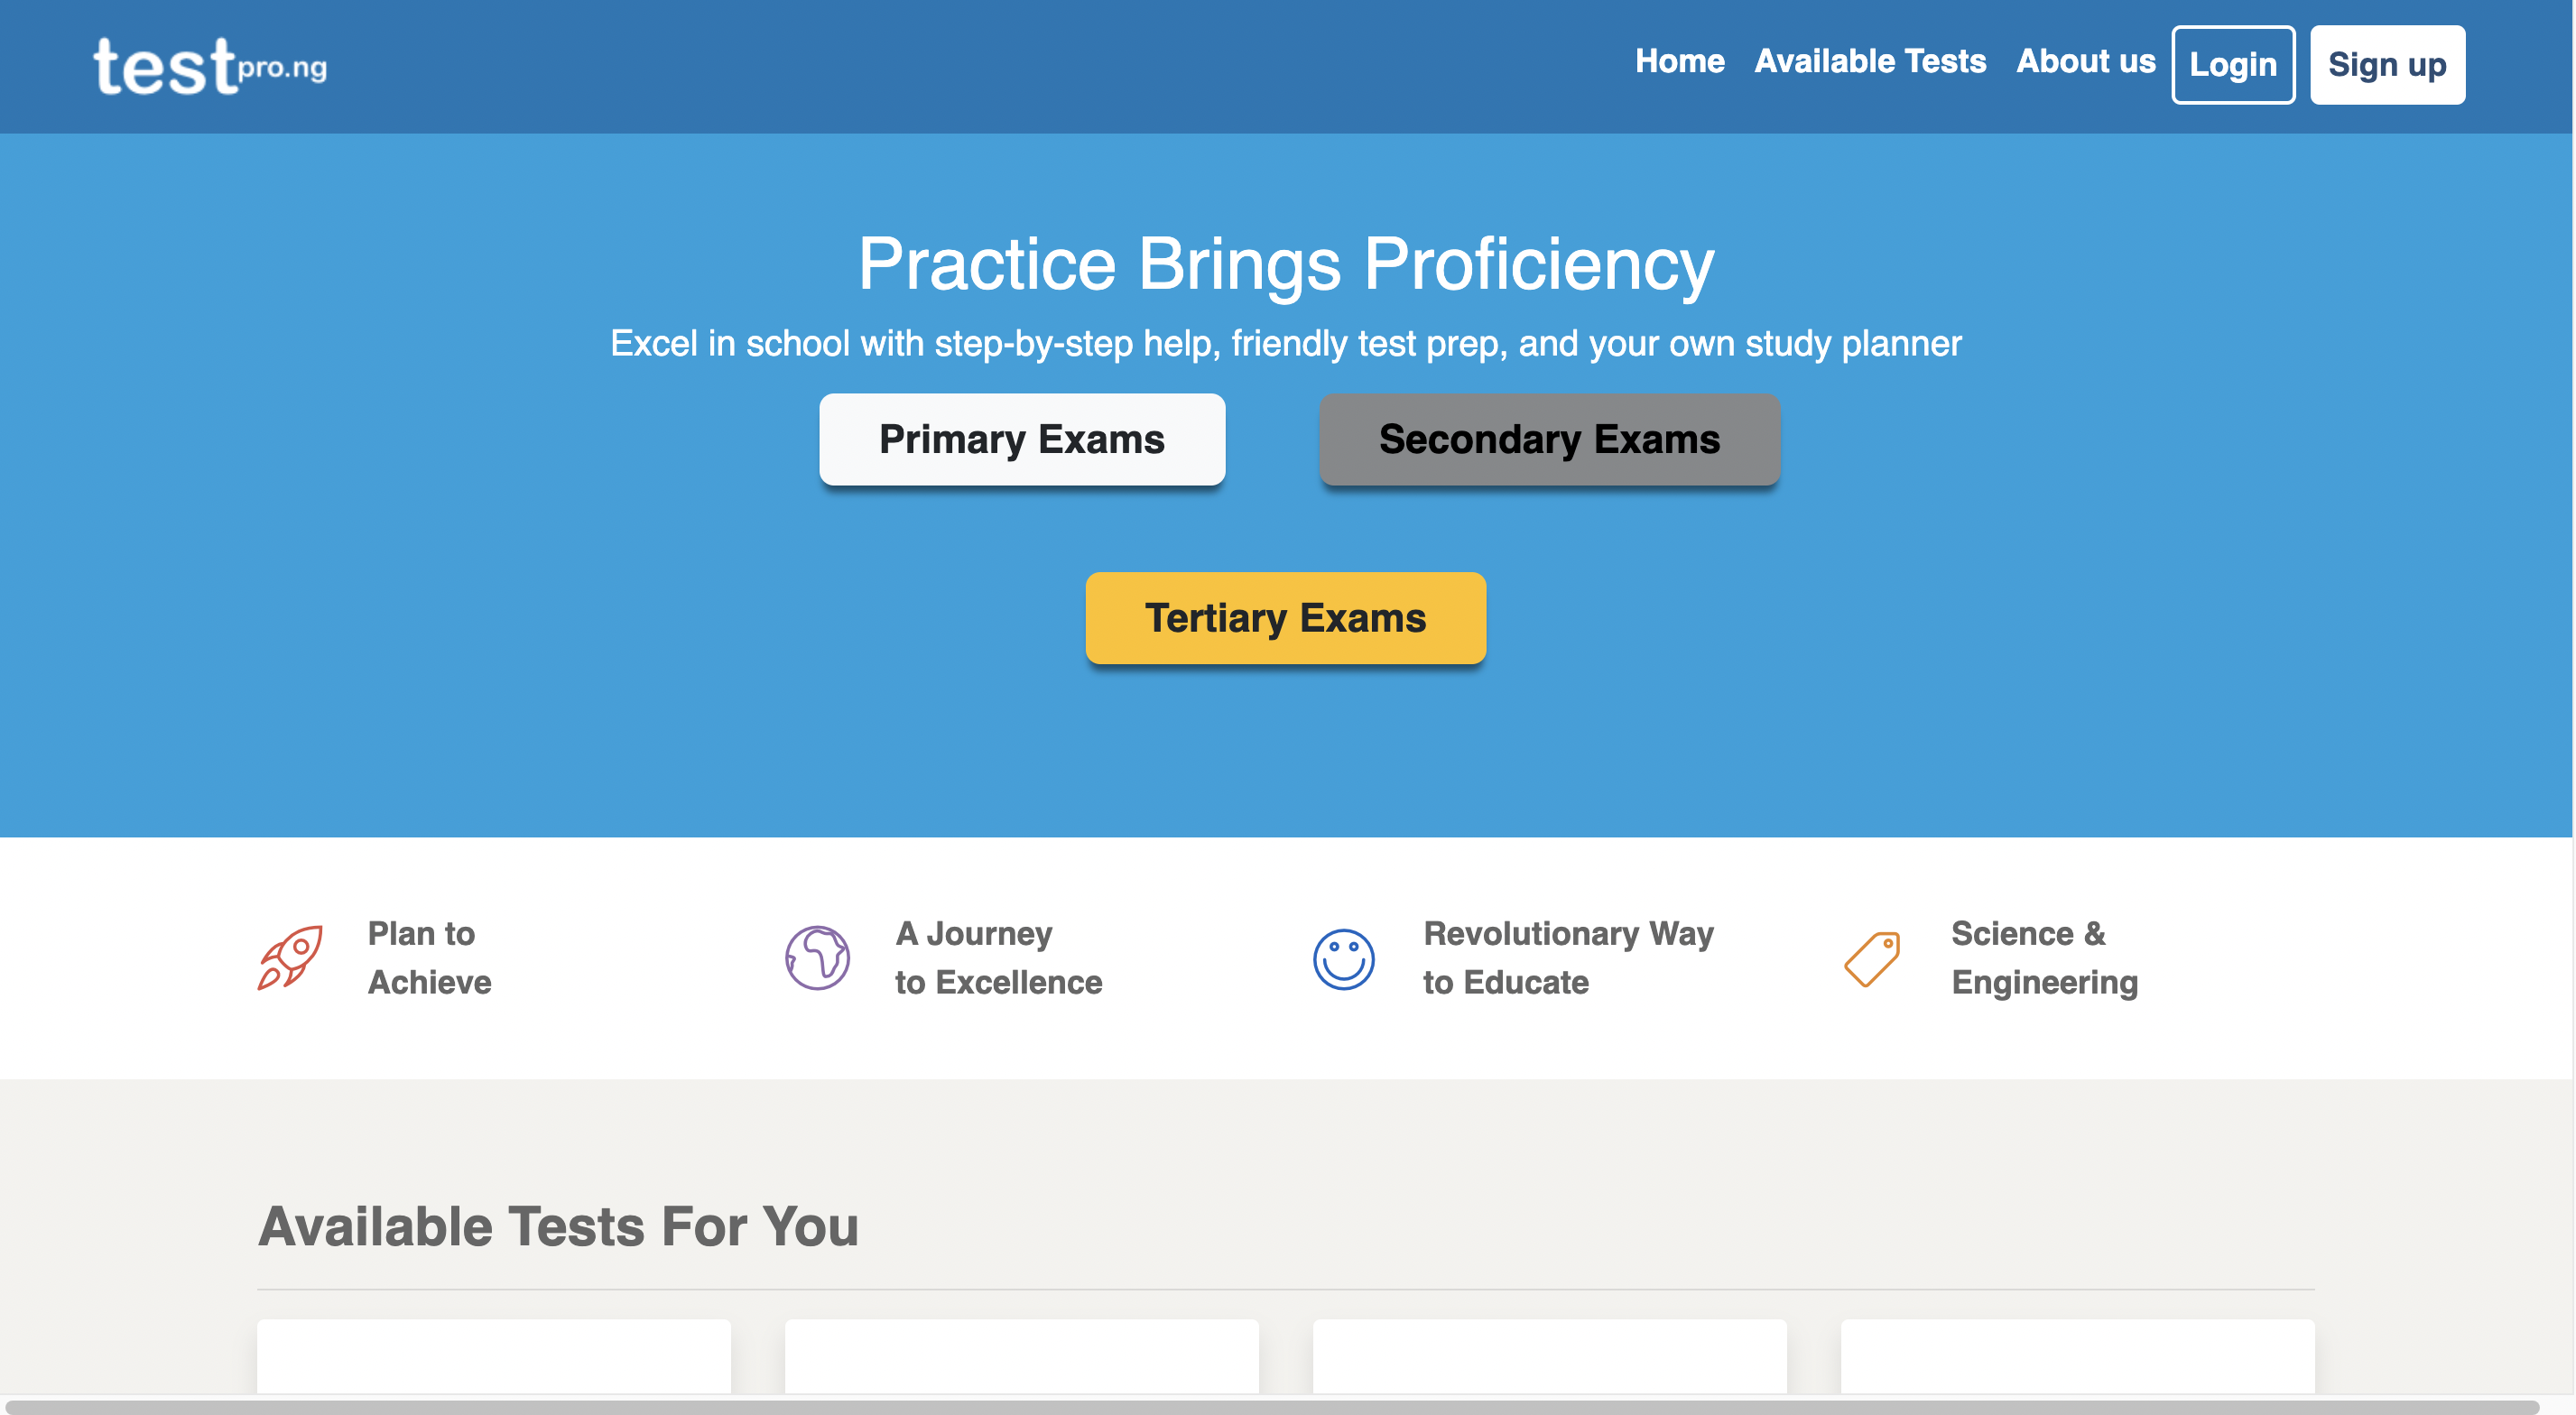 testpro.ng
Home Available Tests About us Login Sign up
Practice Brings Proficiency
Excel in school with step-by-step help, friendly test prep, and your own study planner
Primary Exams
Secondary Exams
Tertiary Exams
Plan to
Achieve
A Journey
to Excellence
Revolutionary Way
to Educate
Science &
Engineering
Available Tests For You